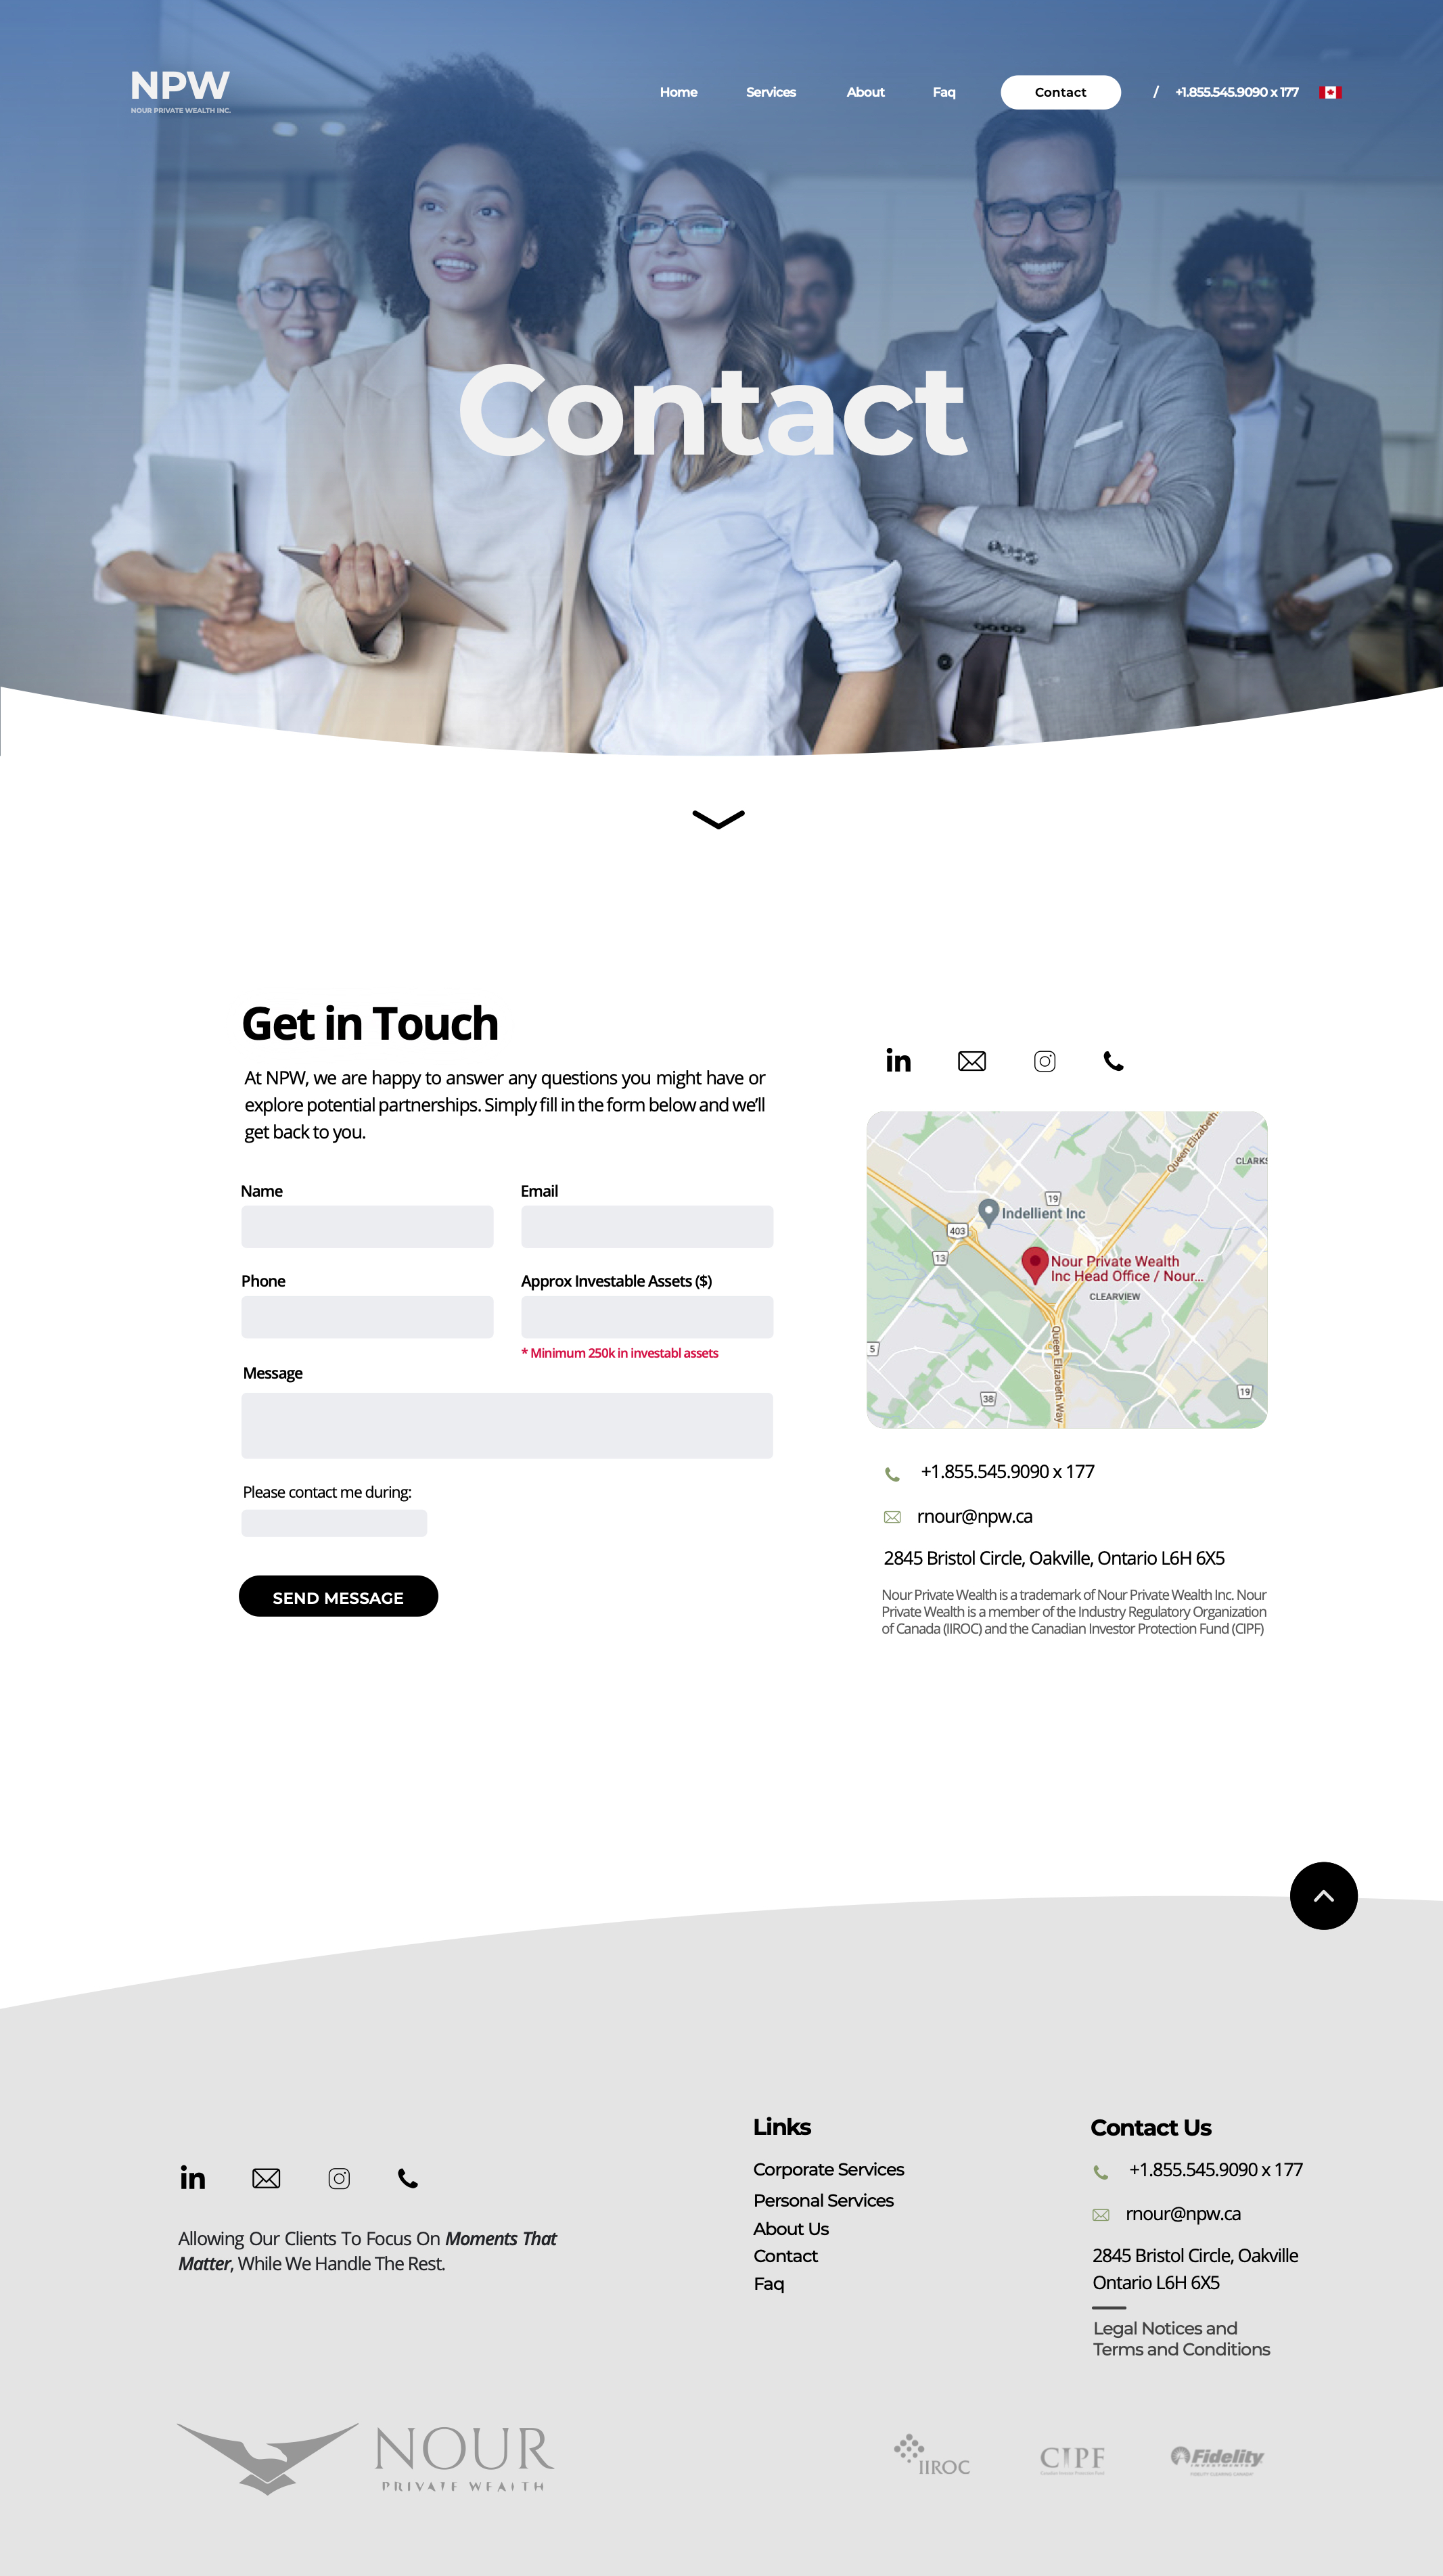 NPW
NOUR PRIVATE WEALTH INC.
Home Services About Faq Contact / +1.855.545.9090 x 177
Contact
Get in Touch
At NPW, we are happy to answer any questions you might have or
explore potential partnerships. Simply fill in the form below and we’ll
get back to you.
Name
Email
Phone
Approx Investable Assets ($)
* Minimum 250k in investabl assets
Message
Please contact me during:
SEND MESSAGE
in
Queen Elizabeth
CLARKS
19
Indellient Inc
403
13
Nour Private Wealth
Inc Head Office / Nour...
CLEARVIEW
Queen Elizabeth Way
5
38
19
+1.855.545.9090 x 177
rnour@npw.ca
2845 Bristol Circle, Oakville, Ontario L6H 6X5
Nour Private Wealth is a trademark of Nour Private Wealth Inc. Nour
Private Wealth is a member of the Industry Regulatory Organization
of Canada (IIROC) and the Canadian Investor Protection Fund (CIPF)
in
Allowing Our Clients To Focus On Moments That
Matter, While We Handle The Rest.
Links
Corporate Services
Personal Services
About Us
Contact
Faq
Contact Us
+1.855.545.9090 x 177
rnour@npw.ca
2845 Bristol Circle, Oakville
Ontario L6H 6X5
Legal Notices and
Terms and Conditions
NOUR
PRIVATE WEALTH
IIROC
CIPF
Fidelity
INVESTMENTS